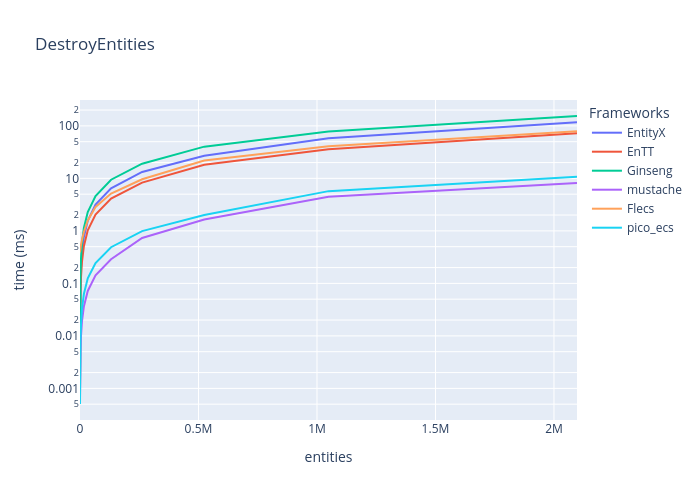 DestroyEntities
Frameworks
EntityX
EnTT
Ginseng
mustache
Flecs
pico_ecs
time (ms)
2
100
5
2
10
5
2
1
5
2
0.1
5
2
0.01
5
2
0.001
5
0 0.5M 1M 1.5M 2M
entities